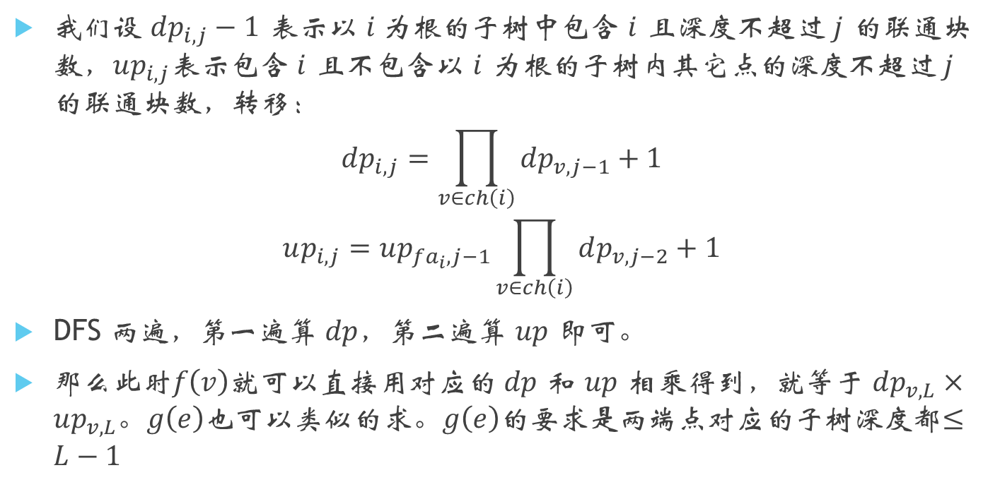 我们设 dp_{i,j} − 1 表示以 i 为根的子树中包含 i 且深度不超过 j 的联通块
数，up_{i,j}表示包含 i 且不包含以 i 为根的子树内其它点的深度不超过 j
的联通块数，转移：
dp_{i,j} = ∏_{v∈ch(i)} dp_{v,j−1} + 1
up_{i,j} = up_{fa_i,j−1} ∏_{v∈ch(i)} dp_{v,j−2} + 1
DFS 两遍，第一遍算 dp，第二遍算 up 即可。
那么此时f(v)就可以直接用对应的 dp 和 up 相乘得到，就等于 dp_{v,L} ×
up_{v,L}。g(e)也可以类似的求。g(e)的要求是两端点对应的子树深度都≤
L − 1